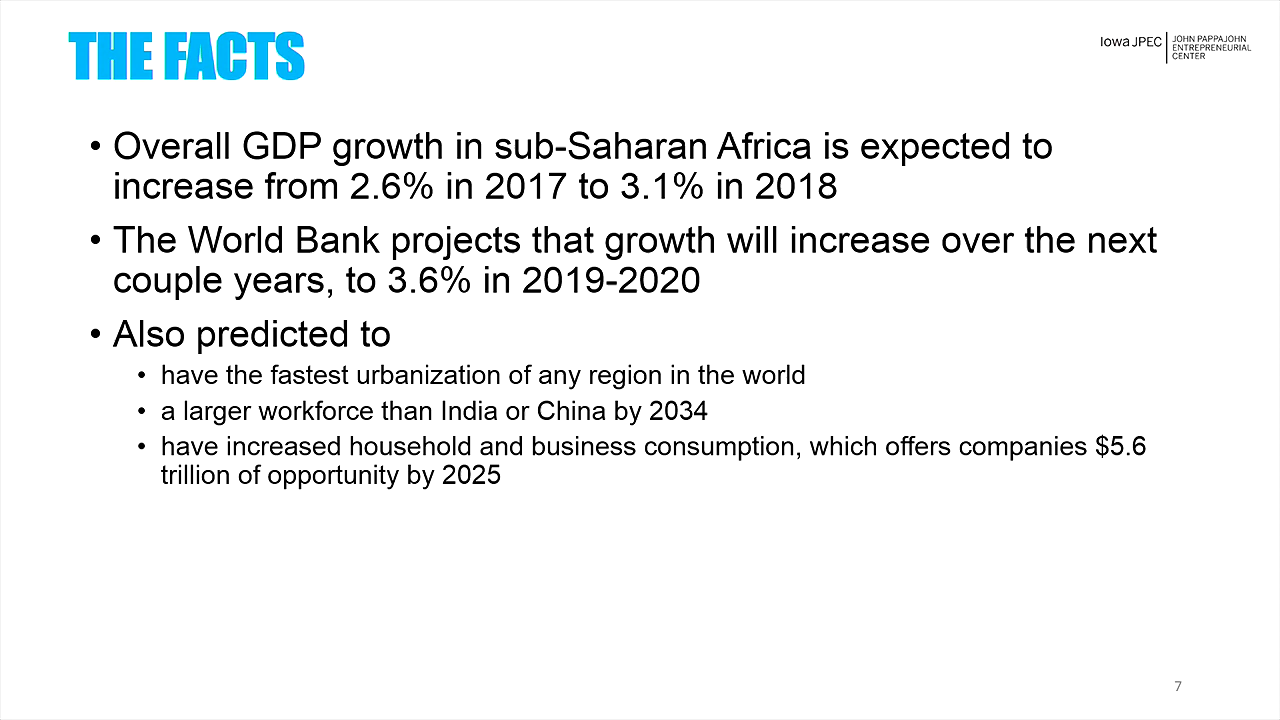 THE FACTS
Iowa JPEC
JOHN PAPPAJOHN
ENTREPRENEURIAL
CENTER
• Overall GDP growth in sub-Saharan Africa is expected to
increase from 2.6% in 2017 to 3.1% in 2018
• The World Bank projects that growth will increase over the next
couple years, to 3.6% in 2019-2020
• Also predicted to
• have the fastest urbanization of any region in the world
• a larger workforce than India or China by 2034
• have increased household and business consumption, which offers companies $5.6
trillion of opportunity by 2025
7